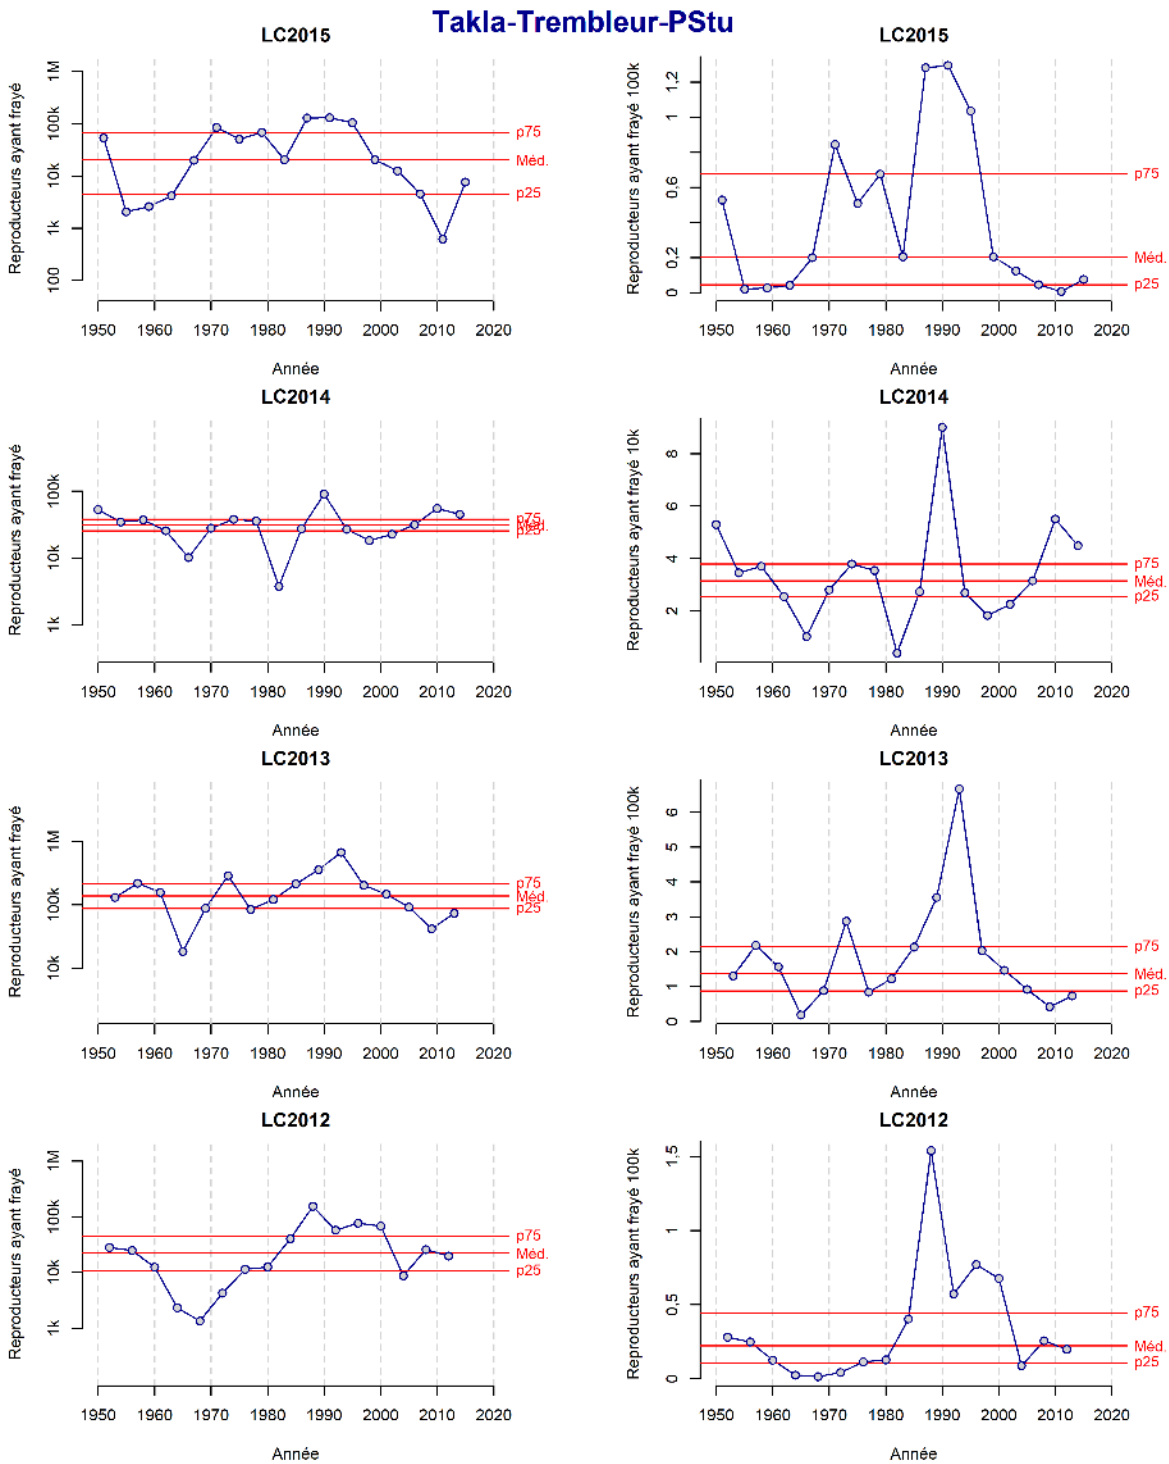 Takla-Trembleur-PStu
LC2015
Reproducteurs ayant frayé
1M
100k
10k
1k
100
p75
Méd.
p25
1950 1960 1970 1980 1990 2000 2010 2020
Année
LC2015
Reproducteurs ayant frayé 100k
1,2
1
0,6
0,2
0
p75
Méd.
p25
1950 1960 1970 1980 1990 2000 2010 2020
Année
LC2014
Reproducteurs ayant frayé
100k
10k
1k
p75
Méd.
p25
1950 1960 1970 1980 1990 2000 2010 2020
Année
LC2014
Reproducteurs ayant frayé 10k
8
6
4
2
p75
Méd.
p25
1950 1960 1970 1980 1990 2000 2010 2020
Année
LC2013
Reproducteurs ayant frayé
1M
100k
10k
p75
Méd.
p25
1950 1960 1970 1980 1990 2000 2010 2020
Année
LC2013
Reproducteurs ayant frayé 100k
6
5
4
3
2
1
0
p75
Méd.
p25
1950 1960 1970 1980 1990 2000 2010 2020
Année
LC2012
Reproducteurs ayant frayé
1M
100k
10k
1k
p75
Méd.
p25
1950 1960 1970 1980 1990 2000 2010 2020
Année
LC2012
Reproducteurs ayant frayé 100k
1,5
1
0,5
0
p75
Méd.
p25
1950 1960 1970 1980 1990 2000 2010 2020
Année